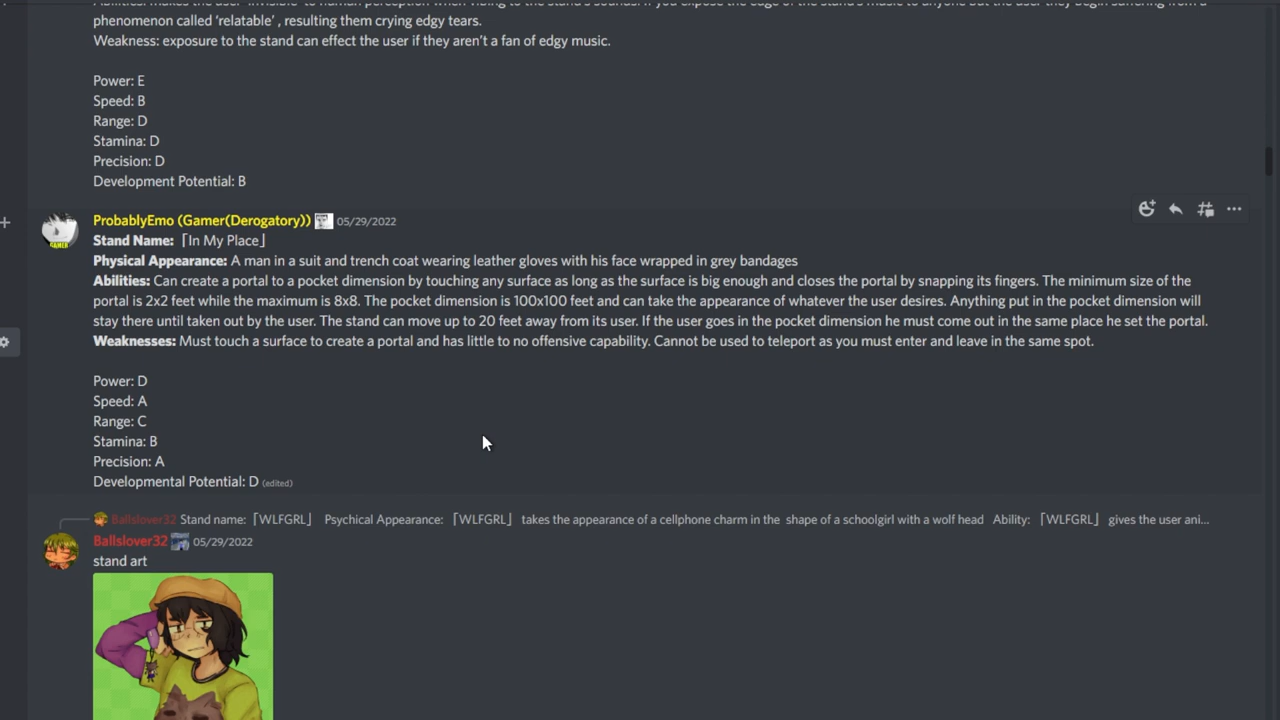 phenomenon called ‘relatable’ , resulting them crying edgy tears.
Weakness: exposure to the stand can effect the user if they aren’t a fan of edgy music.
Power: E
Speed: B
Range: D
Stamina: D
Precision: D
Development Potential: B
ProbablyEmo (Gamer(Derogatory)) 05/29/2022
GAMER
Stand Name: ｢In My Place｣
Physical Appearance: A man in a suit and trench coat wearing leather gloves with his face wrapped in grey bandages
Abilities: Can create a portal to a pocket dimension by touching any surface as long as the surface is big enough and closes the portal by snapping its fingers. The minimum size of the
portal is 2x2 feet while the maximum is 8x8. The pocket dimension is 100x100 feet and can take the appearance of whatever the user desires. Anything put in the pocket dimension will
stay there until taken out by the user. The stand can move up to 20 feet away from its user. If the user goes in the pocket dimension he must come out in the same place he set the portal.
Weaknesses: Must touch a surface to create a portal and has little to no offensive capability. Cannot be used to teleport as you must enter and leave in the same spot.
Power: D
Speed: A
Range: C
Stamina: B
Precision: A
Developmental Potential: D (edited)
Ballslover32 Stand name: ｢WLFGRL｣ Psychical Appearance: ｢WLFGRL｣ takes the appearance of a cellphone charm in the shape of a schoolgirl with a wolf head Ability: ｢WLFGRL｣ gives the user ani...
Ballslover32 05/29/2022
stand art